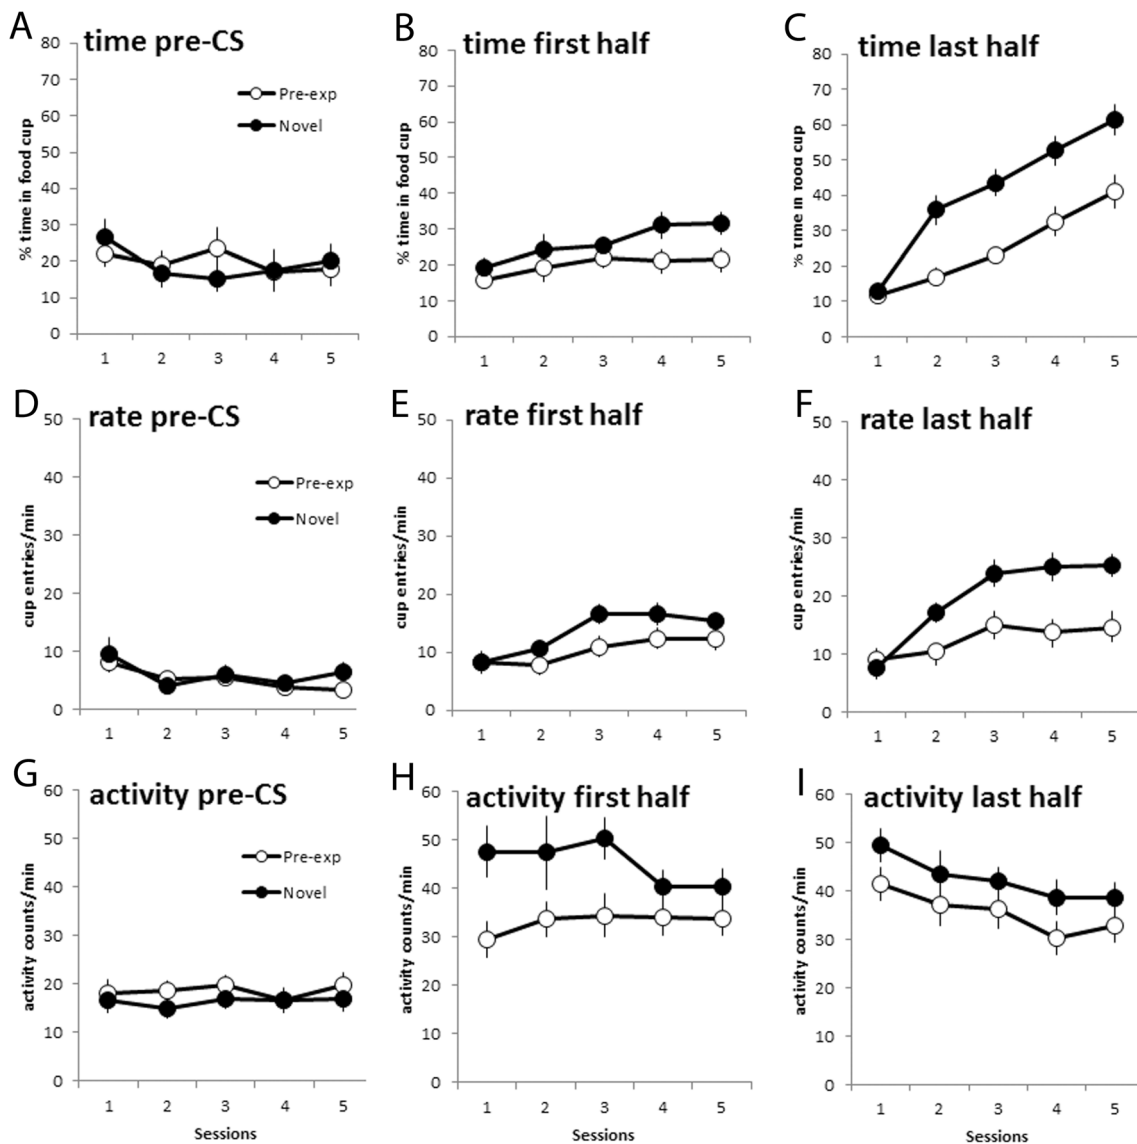 A
time pre-CS
80
70
60
50
40
30
20
10
0
% time in food cup
Pre-exp
Novel
1 2 3 4 5
B
time first half
80
70
60
50
40
30
20
10
0
% time in food cup
1 2 3 4 5
C
time last half
80
70
60
50
40
30
20
10
0
% time in food cup
1 2 3 4 5
D
rate pre-CS
50
40
30
20
10
0
cup entries/min
Pre-exp
Novel
1 2 3 4 5
E
rate first half
50
40
30
20
10
0
cup entries/min
1 2 3 4 5
F
rate last half
50
40
30
20
10
0
cup entries/min
1 2 3 4 5
G
activity pre-CS
60
50
40
30
20
10
0
activity counts/min
Pre-exp
Novel
1 2 3 4 5
Sessions
H
activity first half
60
50
40
30
20
10
0
activity counts/min
1 2 3 4 5
Sessions
I
activity last half
60
50
40
30
20
10
0
activity counts/min
1 2 3 4 5
Sessions